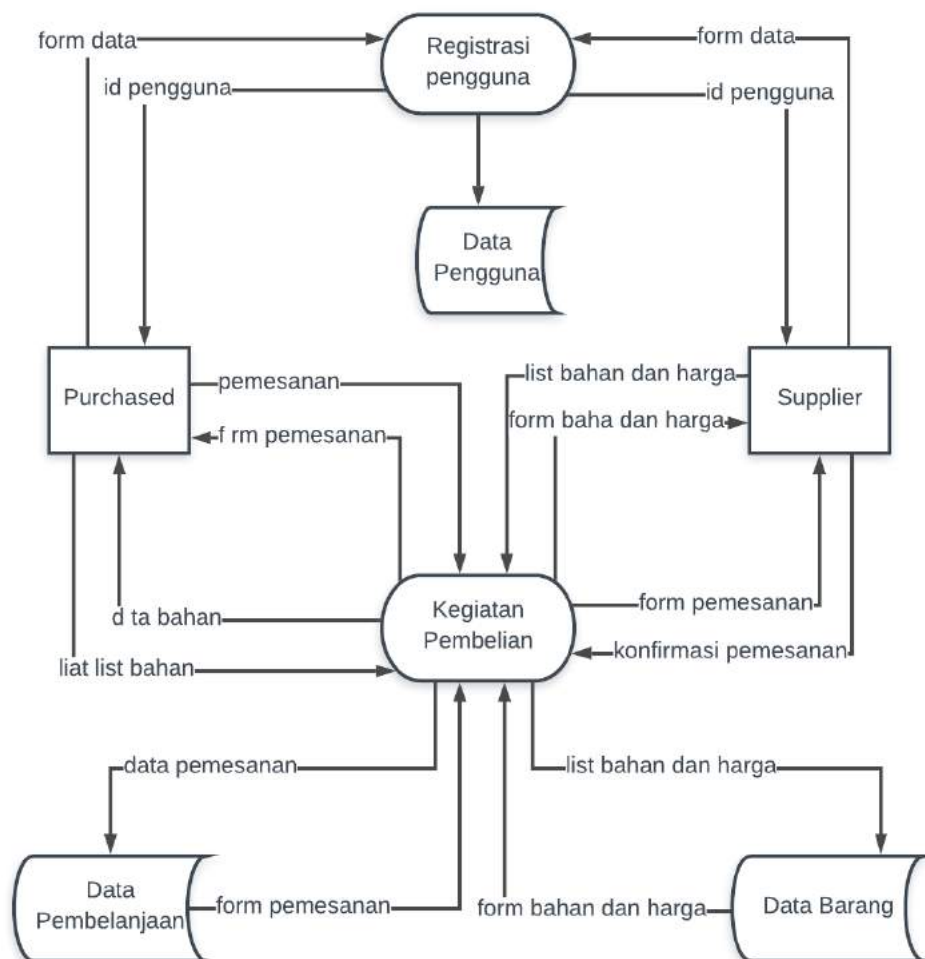 form data
Registrasi
pengguna
form data
id pengguna
id pengguna
Data
Pengguna
Purchased
pemesanan
list bahan dan harga
Supplier
f rm pemesanan
form baha dan harga
d ta bahan
Kegiatan
Pembelian
form pemesanan
liat list bahan
konfirmasi pemesanan
data pemesanan
list bahan dan harga
Data
Pembelanjaan
form pemesanan
form bahan dan harga
Data Barang